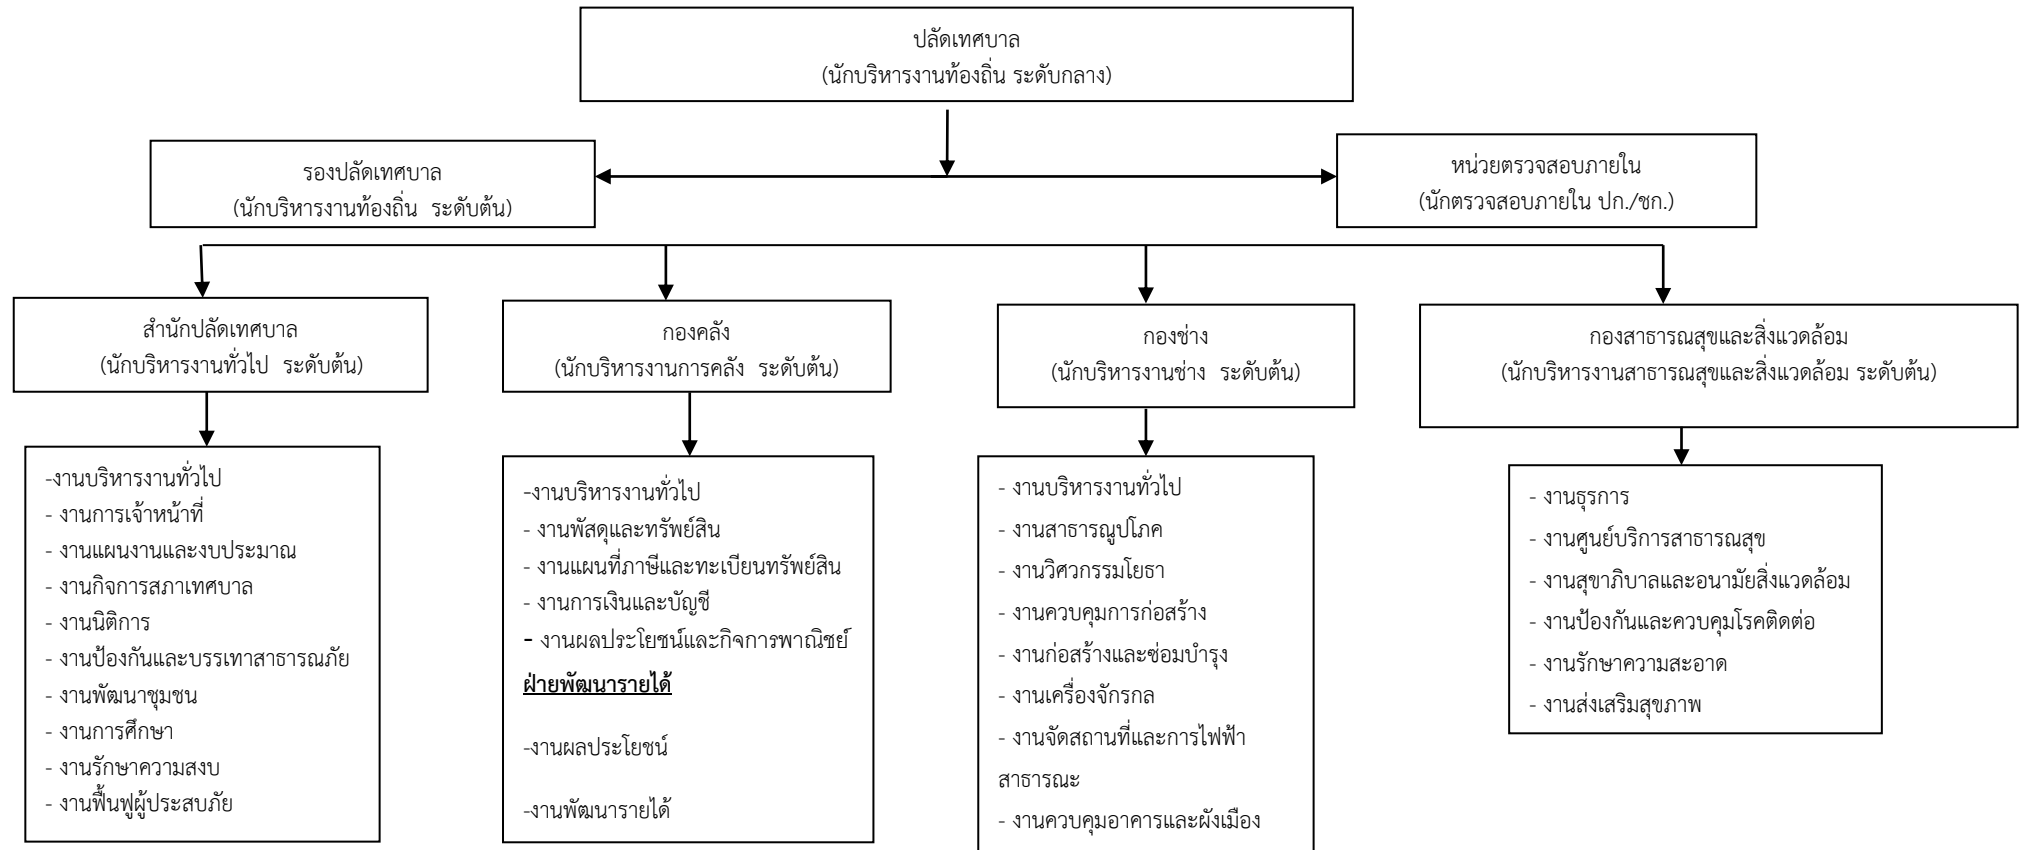 ปลัดเทศบาล
(นักบริหารงานท้องถิ่น ระดับกลาง)
รองปลัดเทศบาล
(นักบริหารงานท้องถิ่น ระดับต้น)
หน่วยตรวจสอบภายใน
(นักตรวจสอบภายใน ปก./ชก.)
สำนักปลัดเทศบาล
(นักบริหารงานทั่วไป ระดับต้น)
กองคลัง
(นักบริหารงานการคลัง ระดับต้น)
กองช่าง
(นักบริหารงานช่าง ระดับต้น)
กองสาธารณสุขและสิ่งแวดล้อม
(นักบริหารงานสาธารณสุขและสิ่งแวดล้อม ระดับต้น)
-งานบริหารงานทั่วไป
- งานการเจ้าหน้าที่
- งานแผนงานและงบประมาณ
- งานกิจการสภาเทศบาล
- งานนิติการ
- งานป้องกันและบรรเทาสาธารณภัย
- งานพัฒนาชุมชน
- งานการศึกษา
- งานรักษาความสงบ
- งานฟื้นฟูผู้ประสบภัย
-งานบริหารงานทั่วไป
- งานพัสดุและทรัพย์สิน
- งานแผนที่ภาษีและทะเบียนทรัพย์สิน
- งานการเงินและบัญชี
- งานผลประโยชน์และกิจการพาณิชย์
ฝ่ายพัฒนารายได้
-งานผลประโยชน์
-งานพัฒนารายได้
- งานบริหารงานทั่วไป
- งานสาธารณูปโภค
- งานวิศวกรรมโยธา
- งานควบคุมการก่อสร้าง
- งานก่อสร้างและซ่อมบำรุง
- งานเครื่องจักรกล
- งานจัดสถานที่และการไฟฟ้า
สาธารณะ
- งานควบคุมอาคารและผังเมือง
- งานธุรการ
- งานศูนย์บริการสาธารณสุข
- งานสุขาภิบาลและอนามัยสิ่งแวดล้อม
- งานป้องกันและควบคุมโรคติดต่อ
- งานรักษาความสะอาด
- งานส่งเสริมสุขภาพ